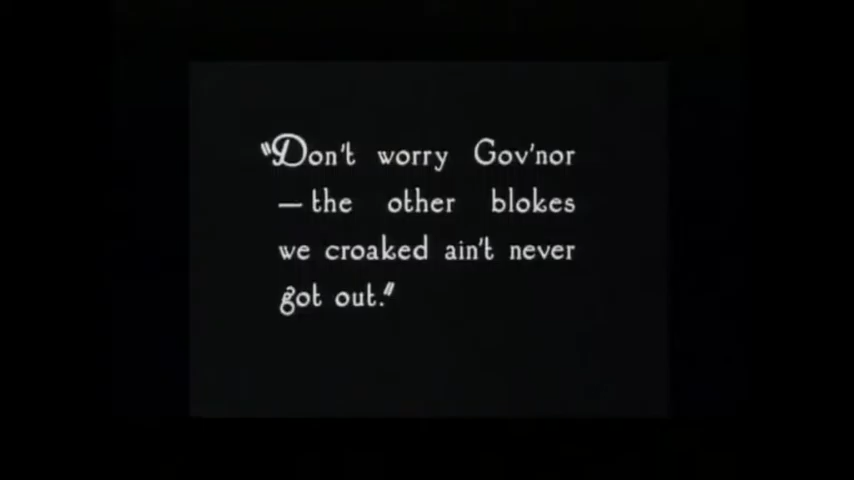 "Don't worry Gov'nor
— the other blokes
we croaked ain't never
got out."